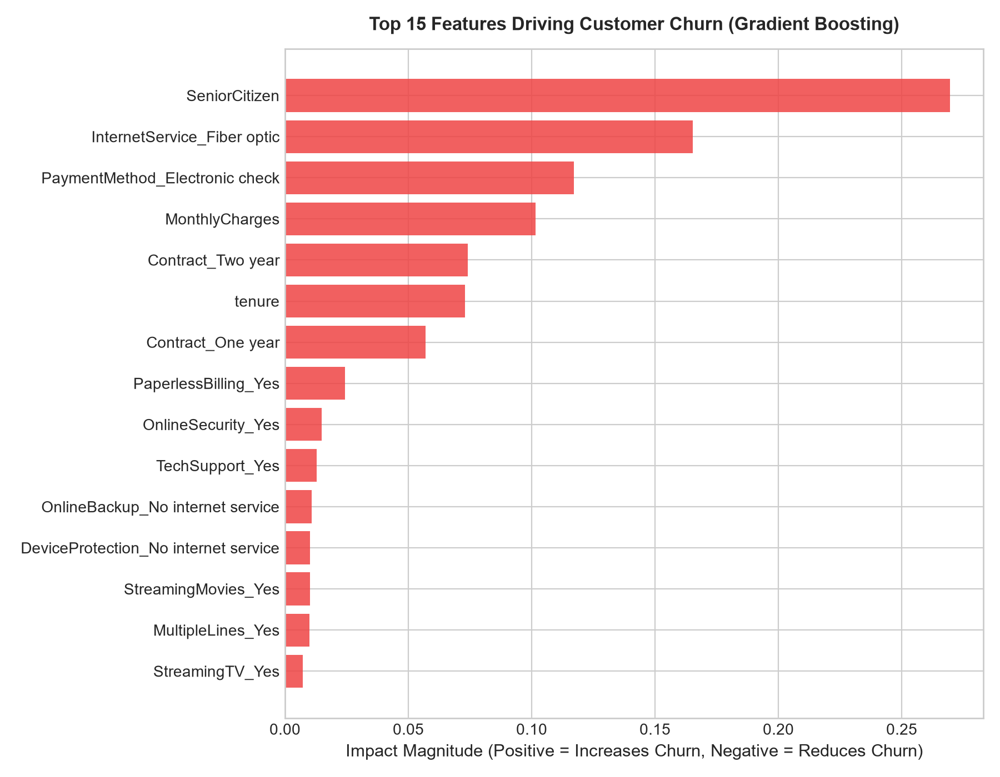 Top 15 Features Driving Customer Churn (Gradient Boosting)
SeniorCitizen
InternetService_Fiber optic
PaymentMethod_Electronic check
MonthlyCharges
Contract_Two year
tenure
Contract_One year
PaperlessBilling_Yes
OnlineSecurity_Yes
TechSupport_Yes
OnlineBackup_No internet service
DeviceProtection_No internet service
StreamingMovies_Yes
MultipleLines_Yes
StreamingTV_Yes
0.00 0.05 0.10 0.15 0.20 0.25
Impact Magnitude (Positive = Increases Churn, Negative = Reduces Churn)